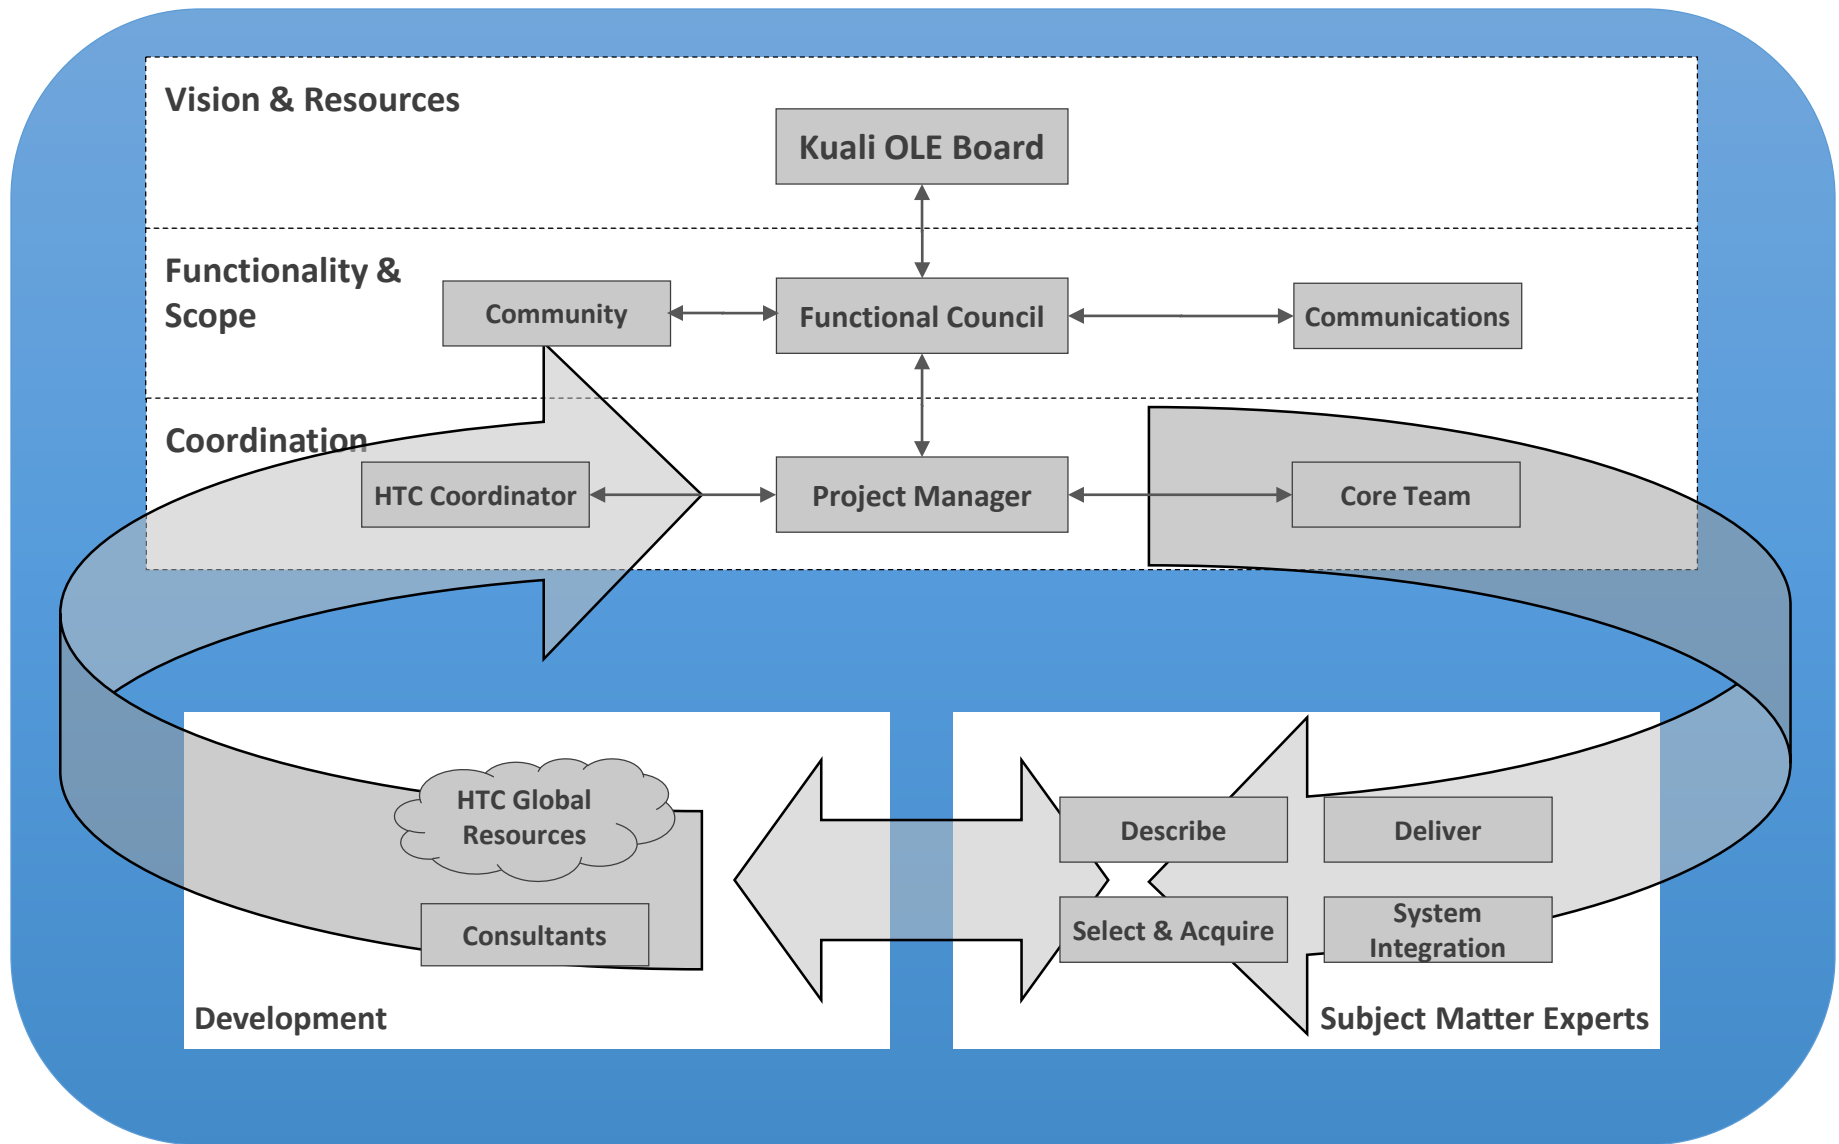 Vision & Resources
Kuali OLE Board
Functionality &
Scope
Community
Functional Council
Communications
Coordination
HTC Coordinator
Project Manager
Core Team
HTC Global
Resources
Consultants
Development
Describe
Deliver
Select & Acquire
System
Integration
Subject Matter Experts